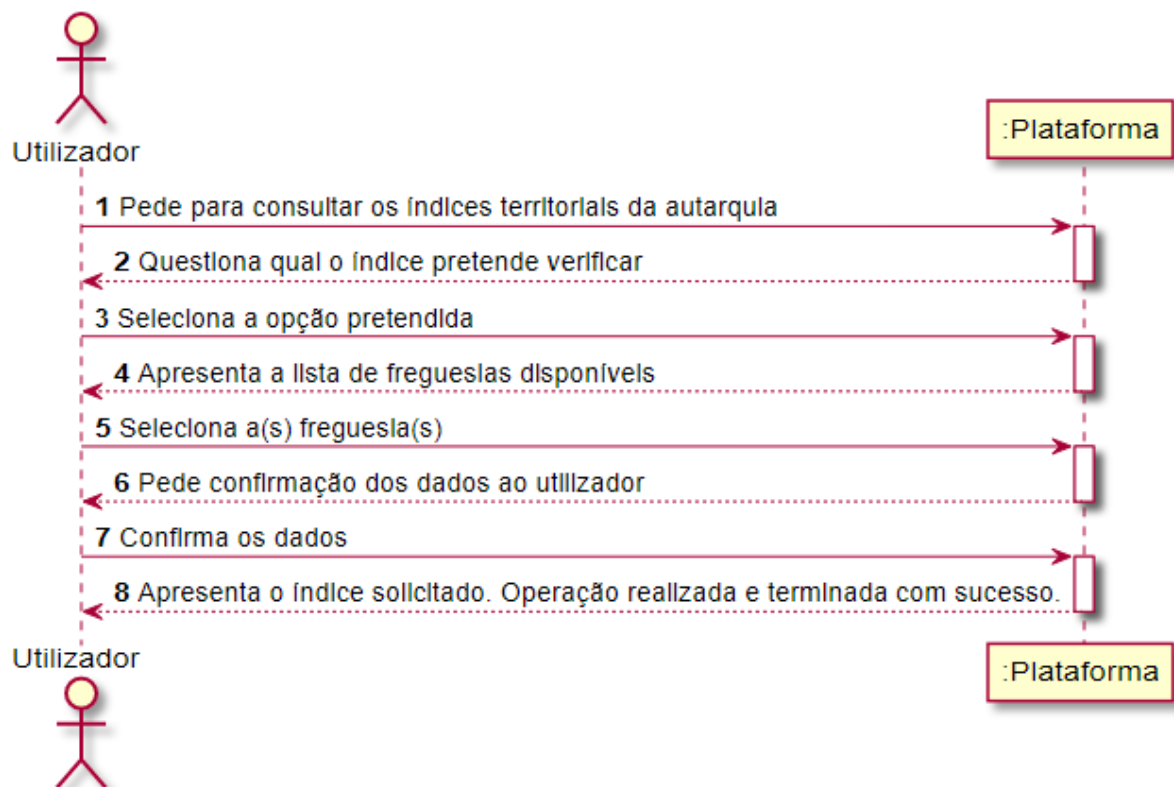 Utilizador
:Plataforma
1 Pede para consultar os índices territoriais da autarquia
2 Questiona qual o índice pretende verificar
3 Seleciona a opção pretendida
4 Apresenta a lista de freguesias disponíveis
5 Seleciona a(s) freguesia(s)
6 Pede confirmação dos dados ao utilizador
7 Confirma os dados
8 Apresenta o índice solicitado. Operação realizada e terminada com sucesso.
Utilizador
:Plataforma